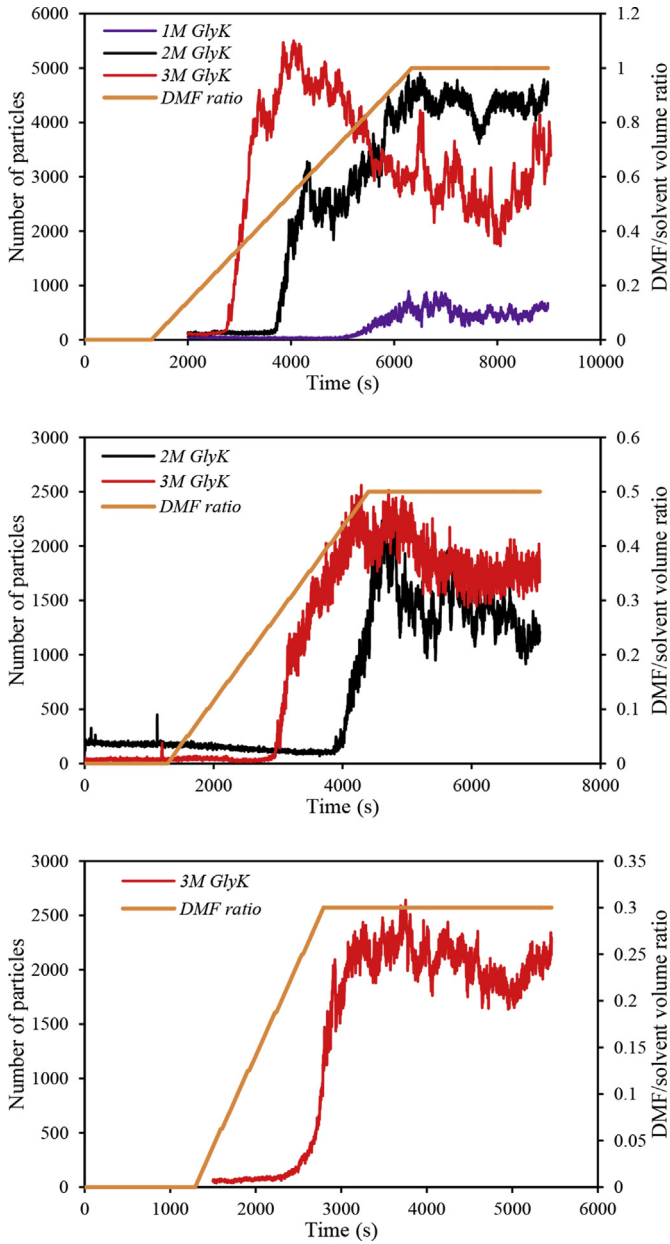 6000
5000
4000
3000
2000
1000
0
Number of particles
1M GlyK
2M GlyK
3M GlyK
DMF ratio
1.2
1
0.8
0.6
0.4
0.2
0
DMF/solvent volume ratio
0 2000 4000 6000 8000 10000
Time (s)
3000
2500
2000
1500
1000
500
0
Number of particles
2M GlyK
3M GlyK
DMF ratio
0.6
0.5
0.4
0.3
0.2
0.1
0
DMF/solvent volume ratio
0 2000 4000 6000 8000
Time (s)
3000
2500
2000
1500
1000
500
0
Number of particles
3M GlyK
DMF ratio
0.35
0.3
0.25
0.2
0.15
0.1
0.05
0
DMF/solvent volume ratio
0 1000 2000 3000 4000 5000 6000
Time (s)